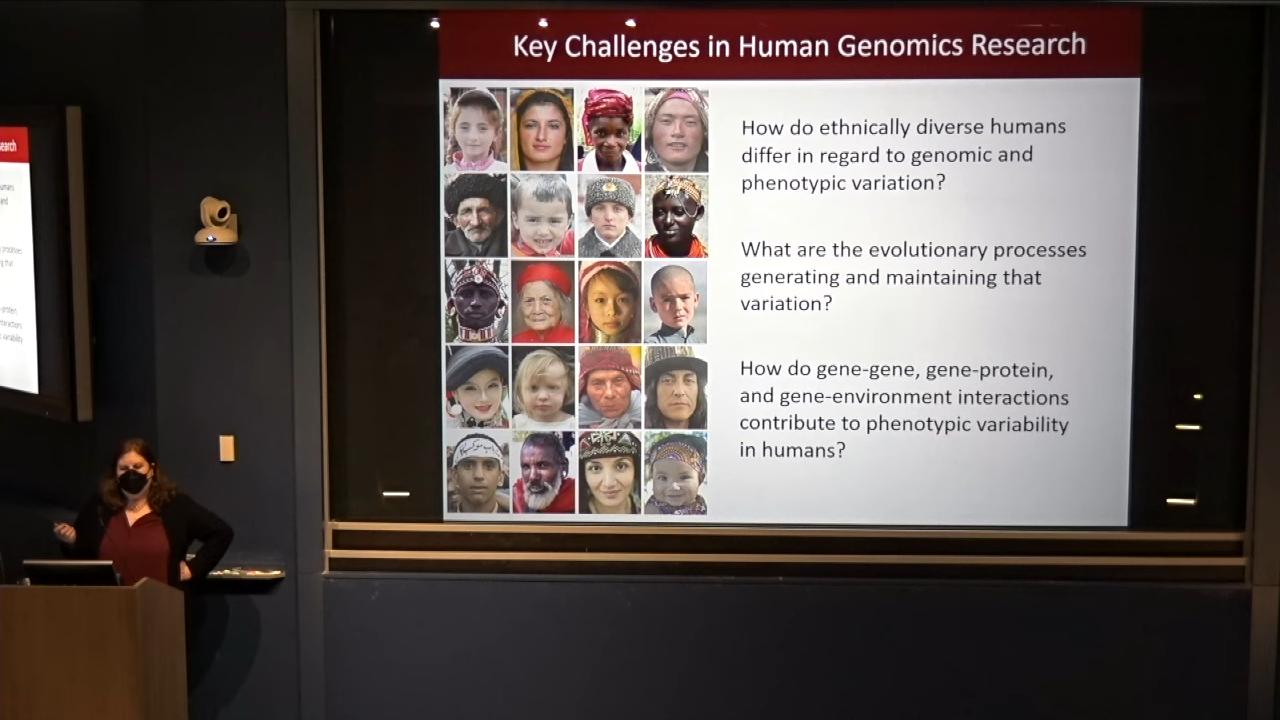 Key Challenges in Human Genomics Research
How do ethnically diverse humans
differ in regard to genomic and
phenotypic variation?
What are the evolutionary processes
generating and maintaining that
variation?
How do gene-gene, gene-protein,
and gene-environment interactions
contribute to phenotypic variability
in humans?
earch